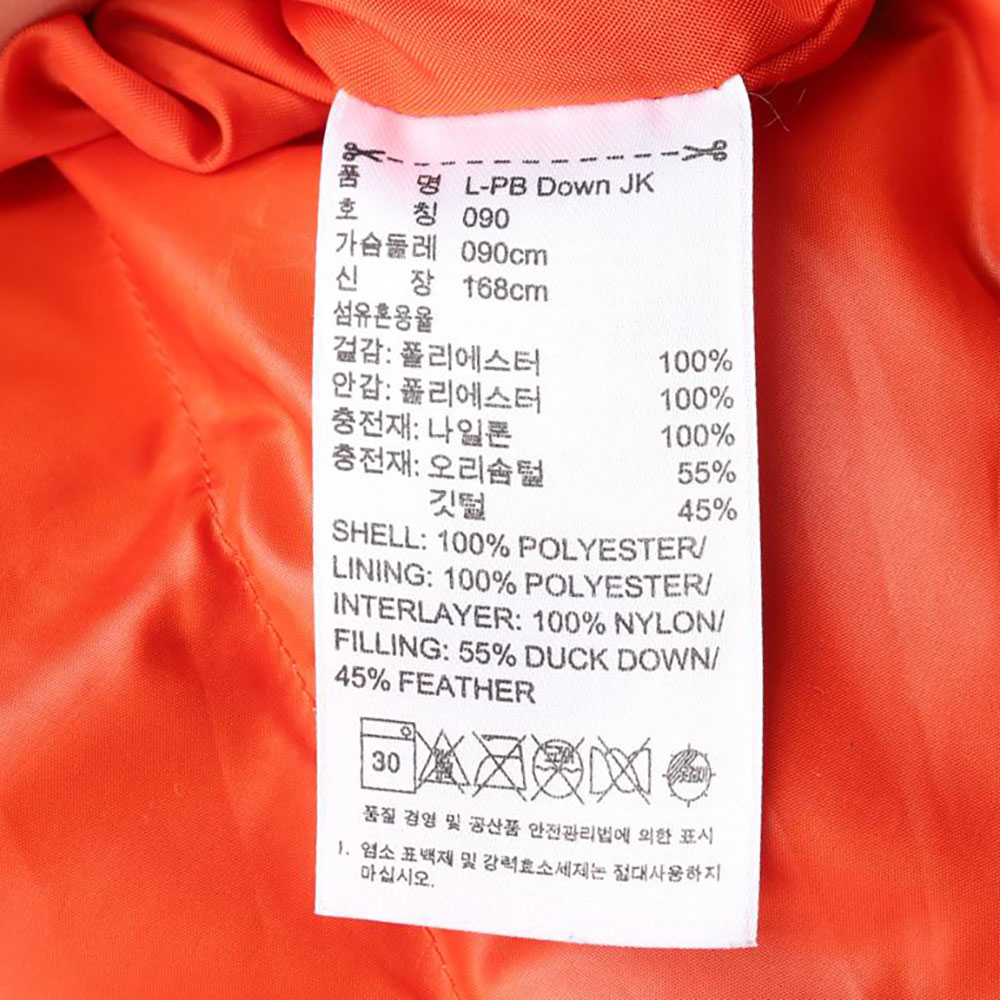 품 명 L-PB Down JK
호 칭 090
가슴둘레 090cm
신 장 168cm
섬유혼용율
겉감: 폴리에스터 100%
안감: 폴리에스터 100%
충전재: 나일론 100%
충전재: 오리솜털 55%
깃털 45%
SHELL: 100% POLYESTER/
LINING: 100% POLYESTER/
INTERLAYER: 100% NYLON/
FILLING: 55% DUCK DOWN/
45% FEATHER
30
품질 경영 및 공산품 안전관리법에 의한 표시
1. 염소 표백제 및 강력효소세제는 절대사용하지
마십시오.